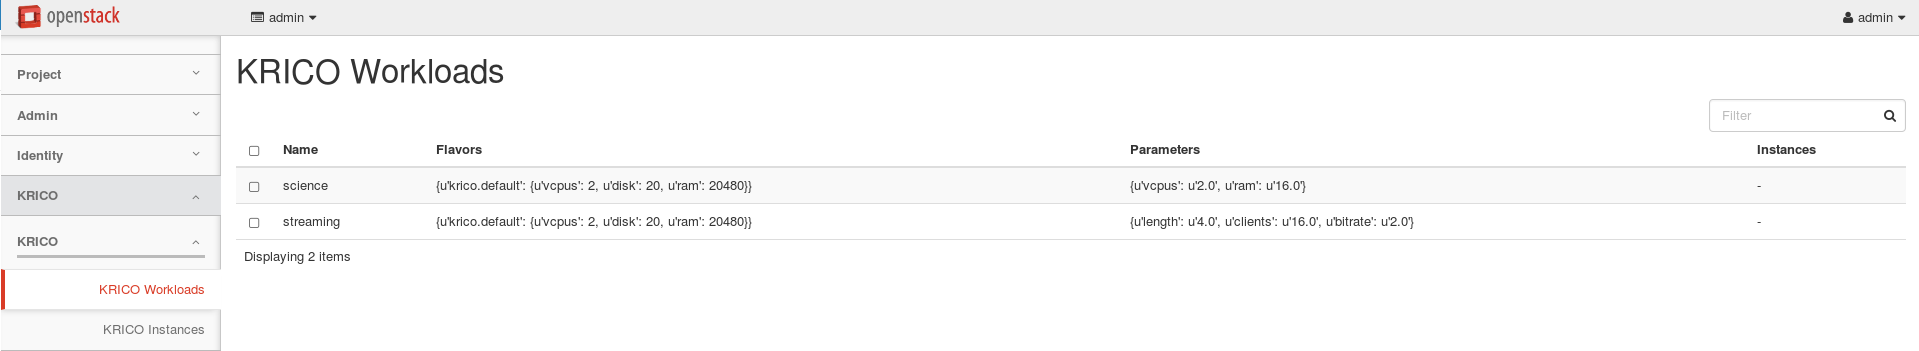 openstack
admin
admin
Project
Admin
Identity
KRICO
KRICO
KRICO Workloads
KRICO Instances
KRICO Workloads
Filter
Name Flavors Parameters Instances
science {u'krico.default': {u'vcpus': 2, u'disk': 20, u'ram': 20480}} {u'vcpus': u'2.0', u'ram': u'16.0'} -
streaming {u'krico.default': {u'vcpus': 2, u'disk': 20, u'ram': 20480}} {u'length': u'4.0', u'clients': u'16.0', u'bitrate': u'2.0'} -
Displaying 2 items